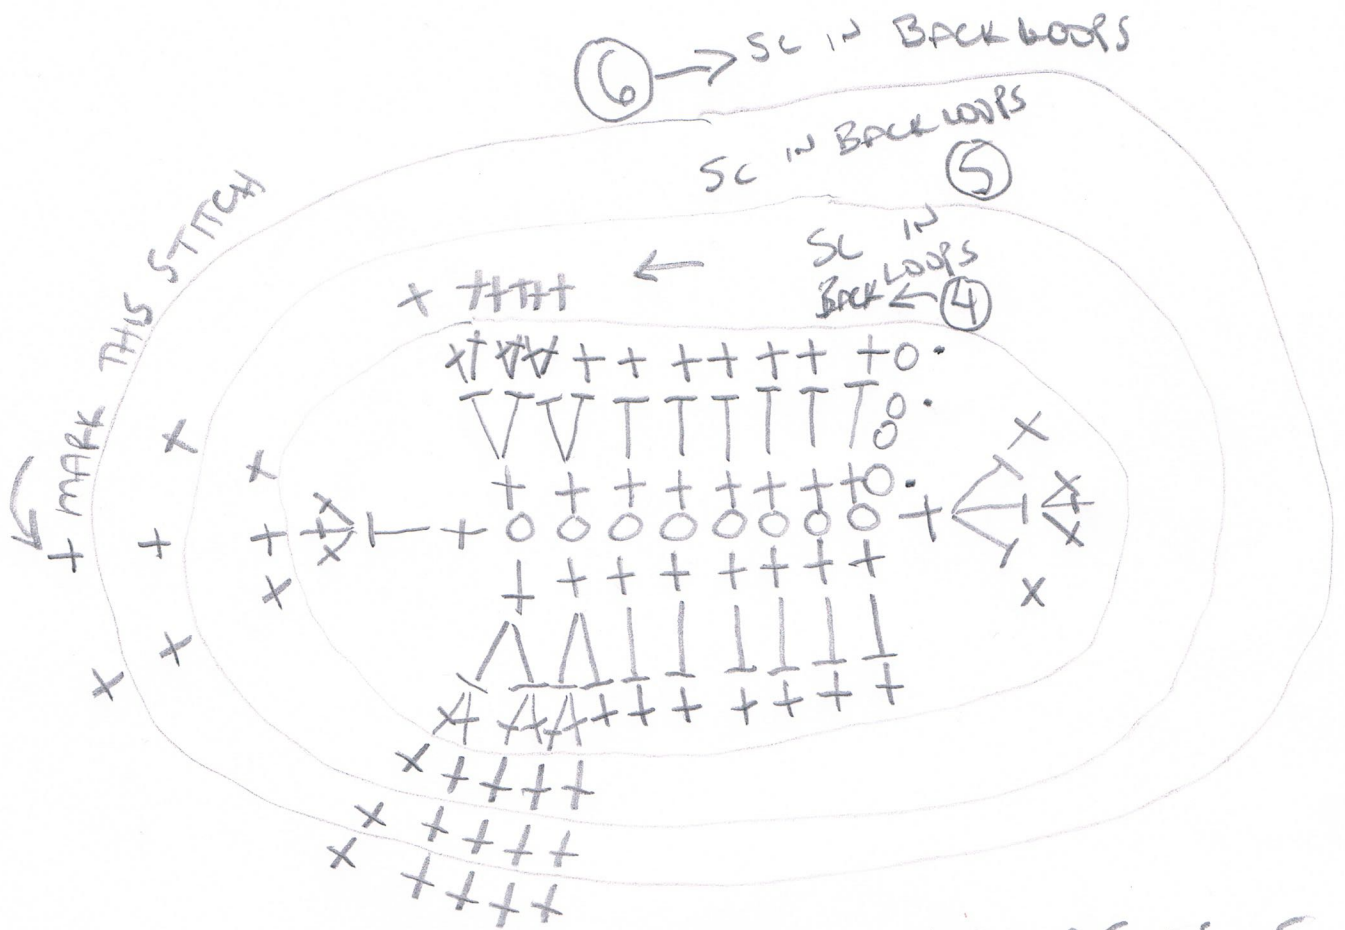 6 → SC IN BACK LOOPS
SC IN BACK LOOPS
5
SC IN
BACK LOOPS
← 4
MARK THIS STITCH